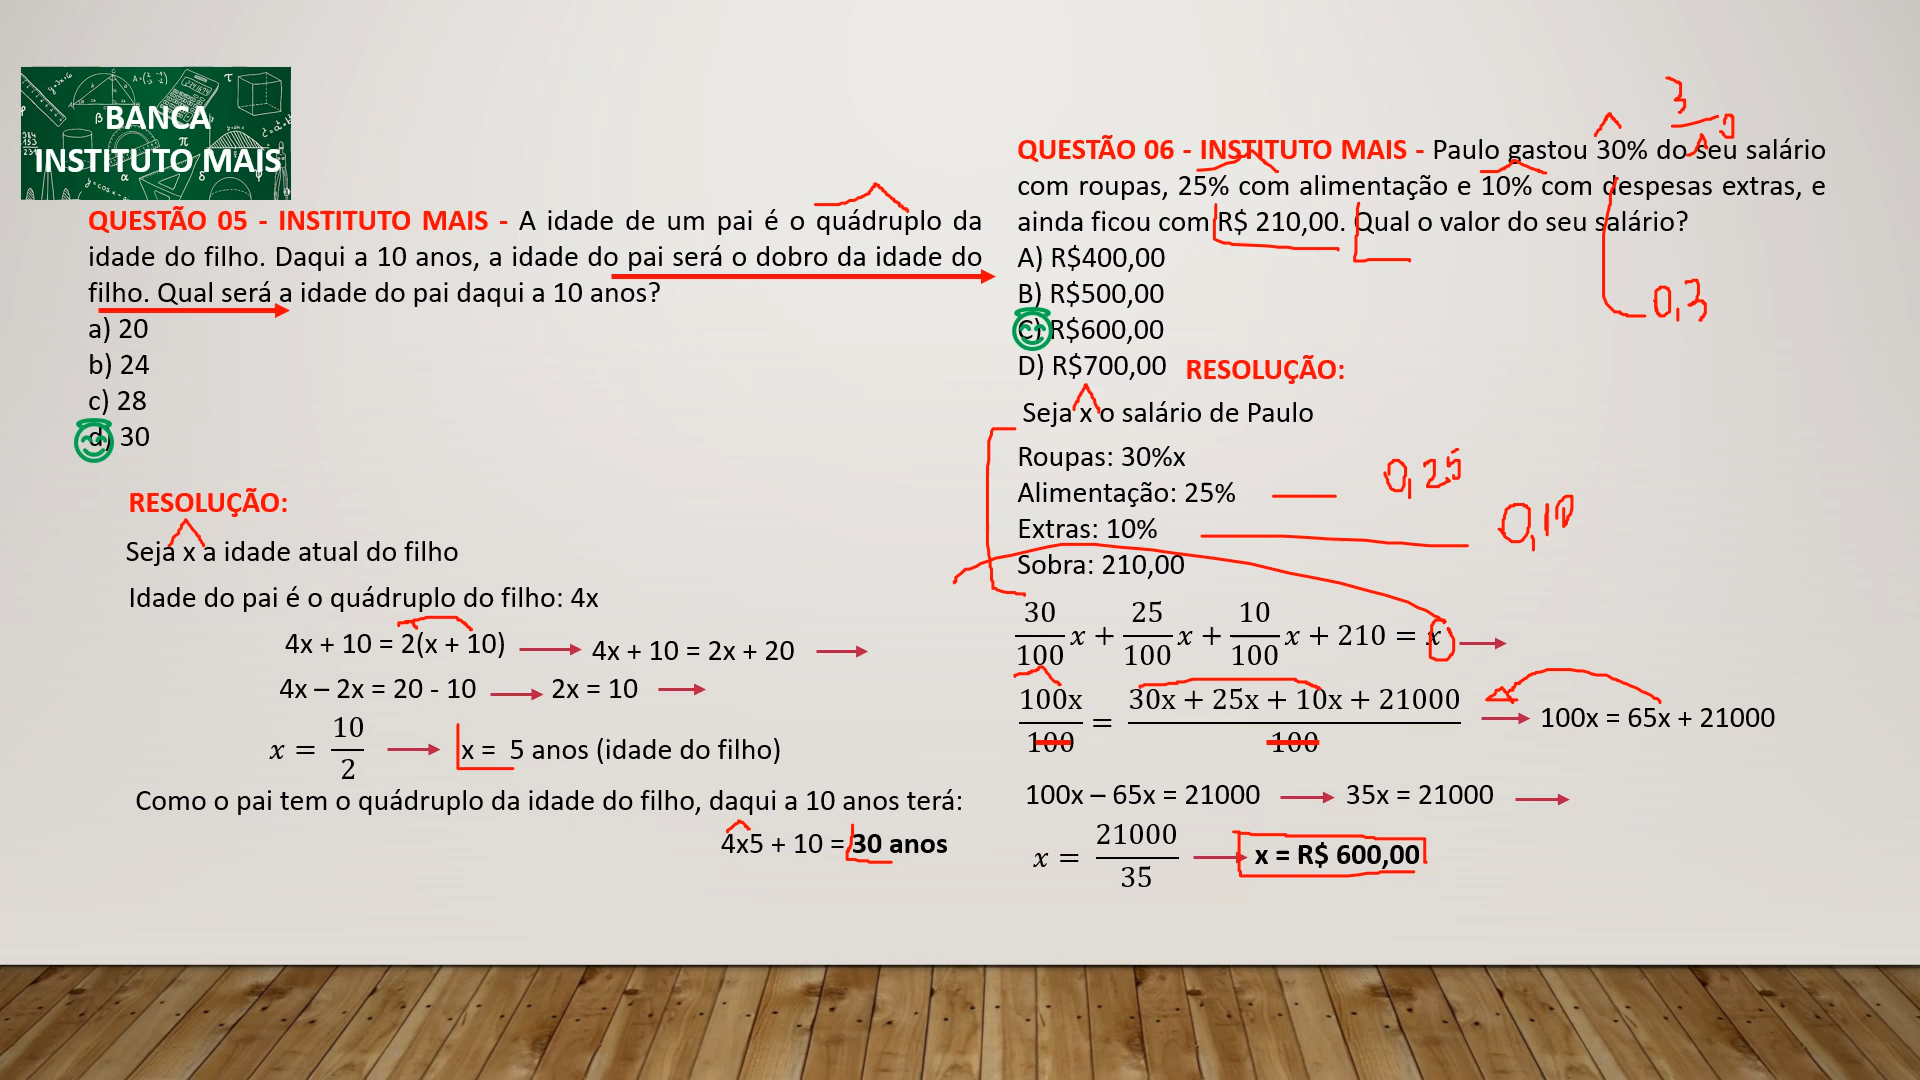 BANCA
INSTITUTO MAIS
QUESTÃO 05 - INSTITUTO MAIS - A idade de um pai é o quádruplo da
idade do filho. Daqui a 10 anos, a idade do pai será o dobro da idade do
filho. Qual será a idade do pai daqui a 10 anos?
a) 20
b) 24
c) 28
d) 30
RESOLUÇÃO:
Seja x a idade atual do filho
Idade do pai é o quádruplo do filho: 4x
4x + 10 = 2(x + 10) 4x + 10 = 2x + 20
4x – 2x = 20 - 10 2x = 10
x = 10/2 x = 5 anos (idade do filho)
Como o pai tem o quádruplo da idade do filho, daqui a 10 anos terá:
4x5 + 10 = 30 anos
QUESTÃO 06 - INSTITUTO MAIS - Paulo gastou 30% do seu salário
com roupas, 25% com alimentação e 10% com despesas extras, e
ainda ficou com R$ 210,00. Qual o valor do seu salário?
A) R$400,00
B) R$500,00
C) R$600,00
D) R$700,00
RESOLUÇÃO:
Seja x o salário de Paulo
Roupas: 30%x
Alimentação: 25%
Extras: 10%
Sobra: 210,00
0,3
0,25
0,10
30/100 x + 25/100 x + 10/100 x + 210 = x
100x/100 = 30x + 25x + 10x + 21000/100 100x = 65x + 21000
100x – 65x = 21000 35x = 21000
x = 21000/35 x = R$ 600,00